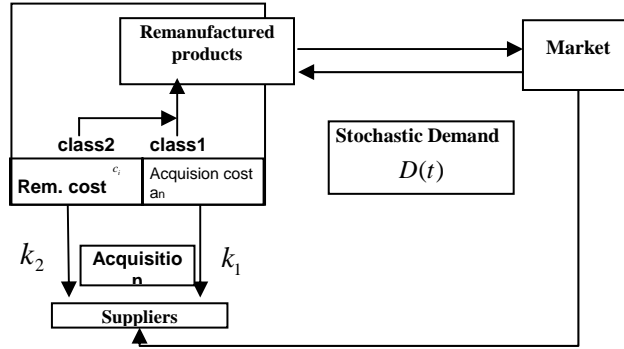 Remanufactured
products
Market
class2 class1
Stochastic Demand
D(t)
Rem. cost c_i
Acquision cost
a_n
k_2
Acquisitio
n
k_1
Suppliers